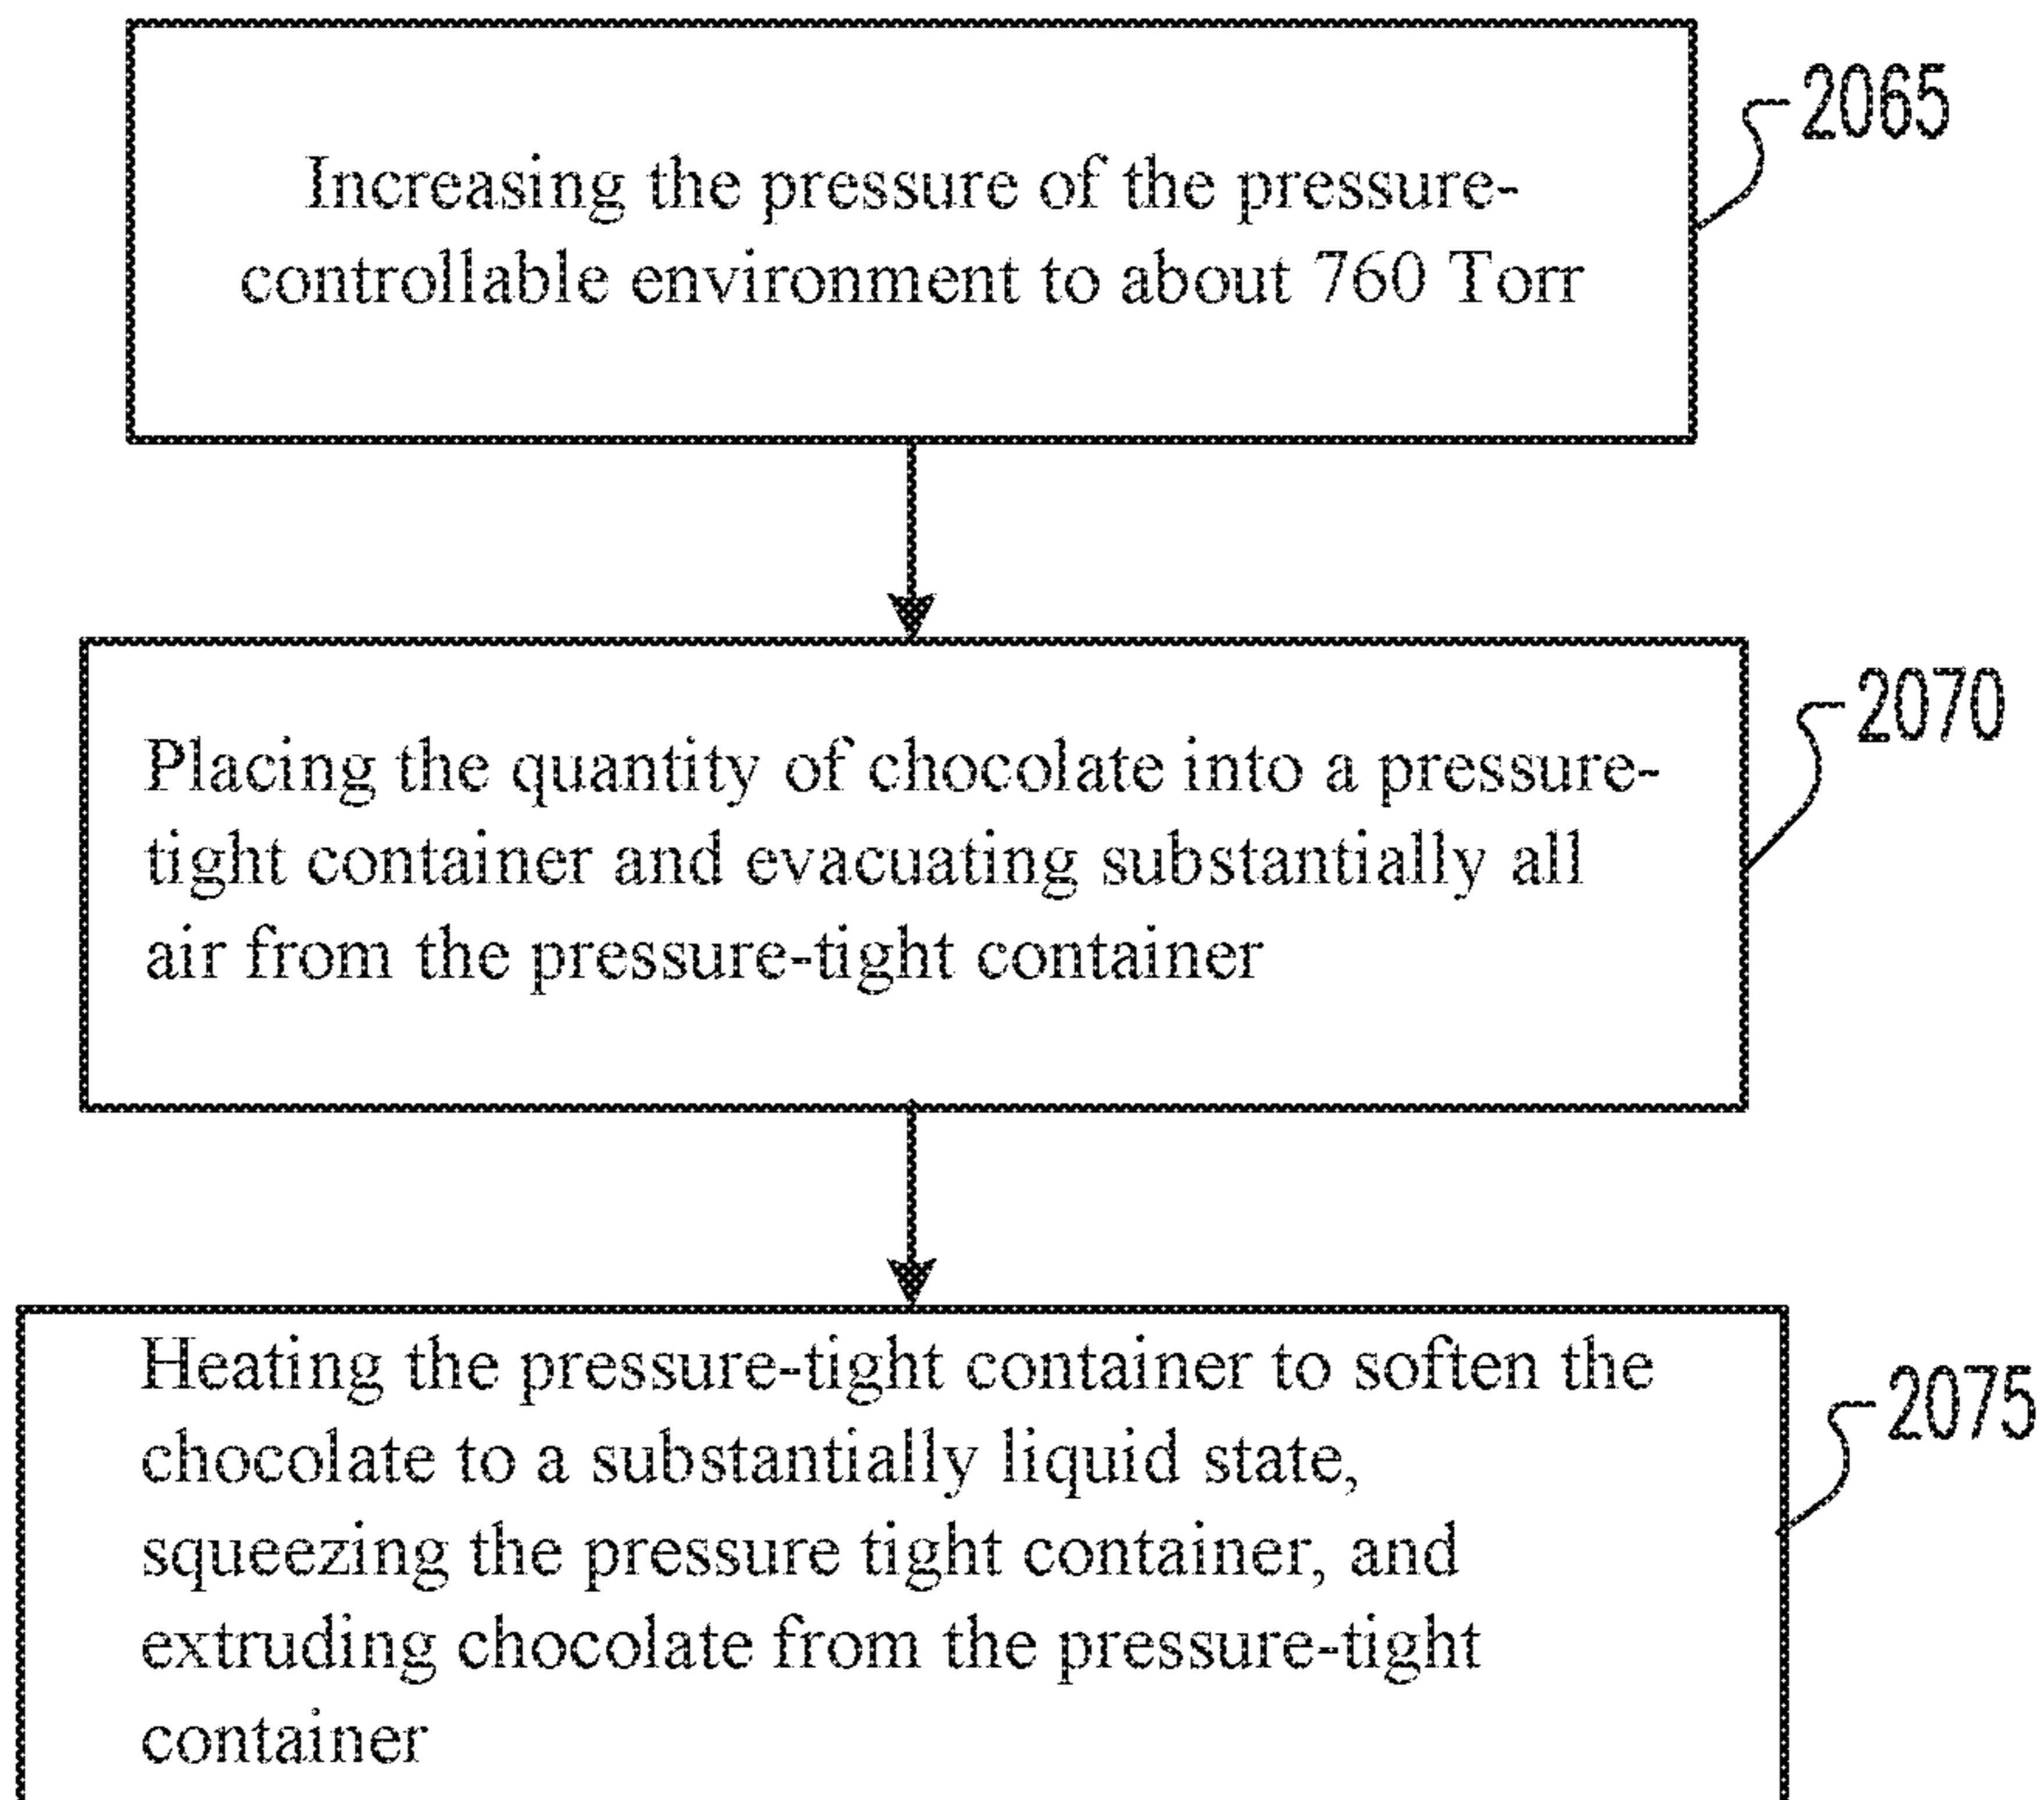 Increasing the pressure of the pressure-
controllable environment to about 760 Torr
2065
Placing the quantity of chocolate into a pressure-
tight container and evacuating substantially all
air from the pressure-tight container
2070
Heating the pressure-tight container to soften the
chocolate to a substantially liquid state,
squeezing the pressure tight container, and
extruding chocolate from the pressure-tight
container
2075